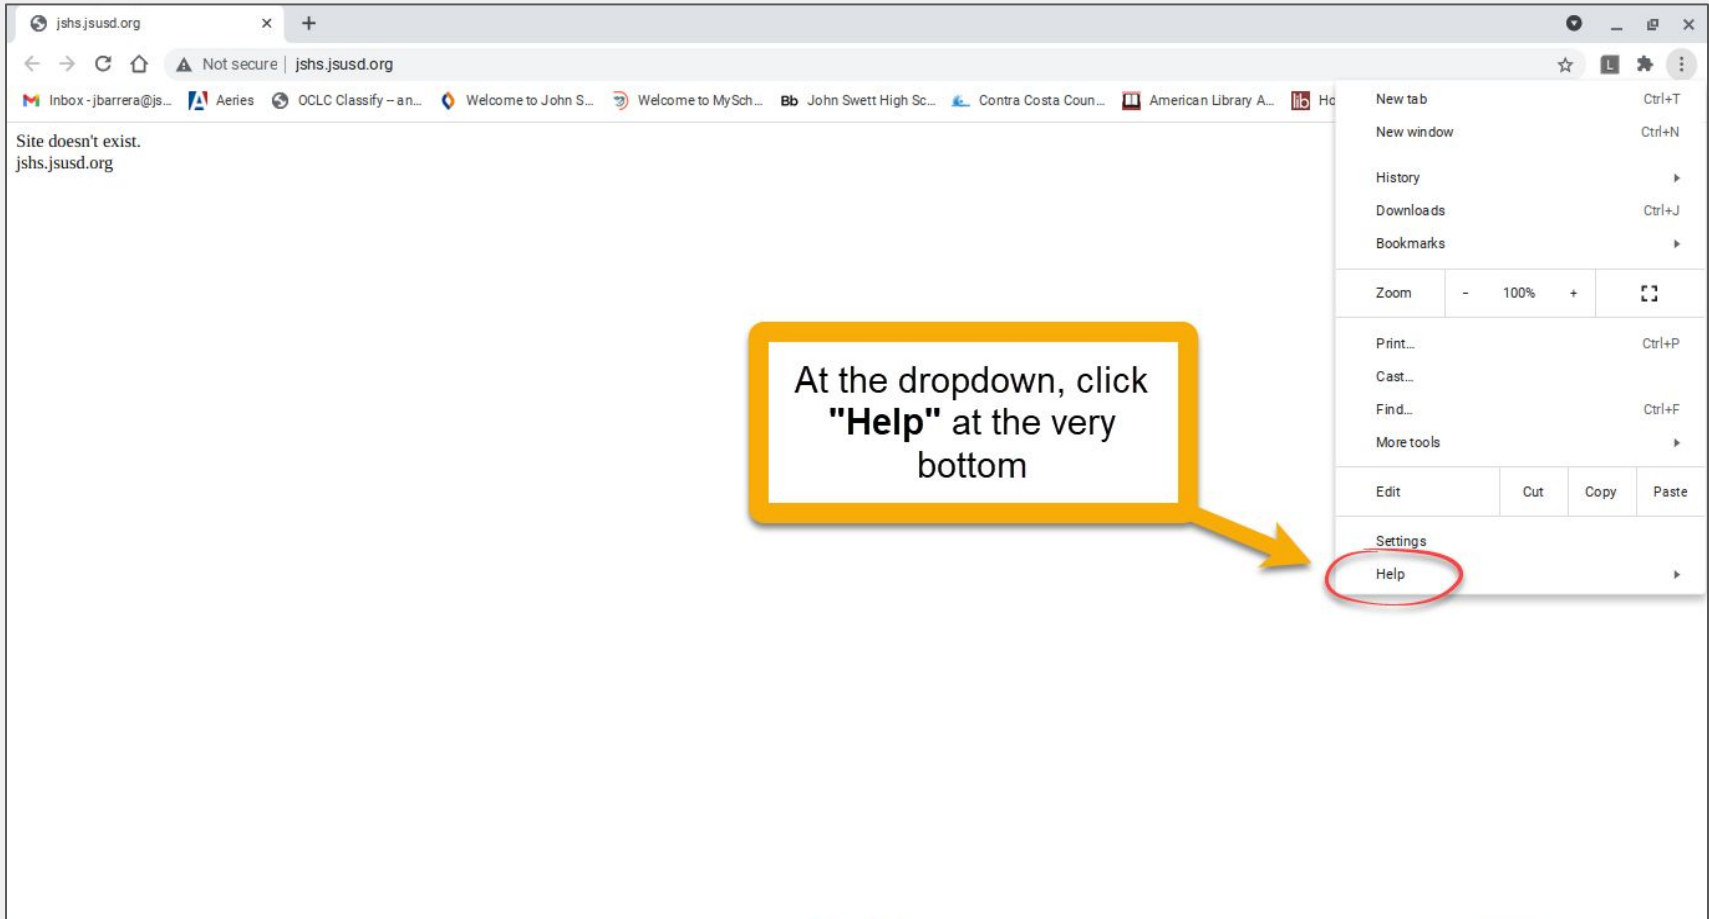 jshs.jsusd.org
Not secure | jshs.jsusd.org
L
Inbox - jbarrera@js... Aeries OCLC Classify -- an... Welcome to John S... Welcome to MySch... Bb John Swett High Sc... Contra Costa Coun... American Library A... lib Ho
Site doesn't exist.
jshs.jsusd.org
New tab Ctrl+T
New window Ctrl+N
History
Downloads Ctrl+J
Bookmarks
Zoom - 100% +
Print... Ctrl+P
Cast...
Find... Ctrl+F
More tools
Edit Cut Copy Paste
Settings
Help
At the dropdown, click
"Help" at the very
bottom